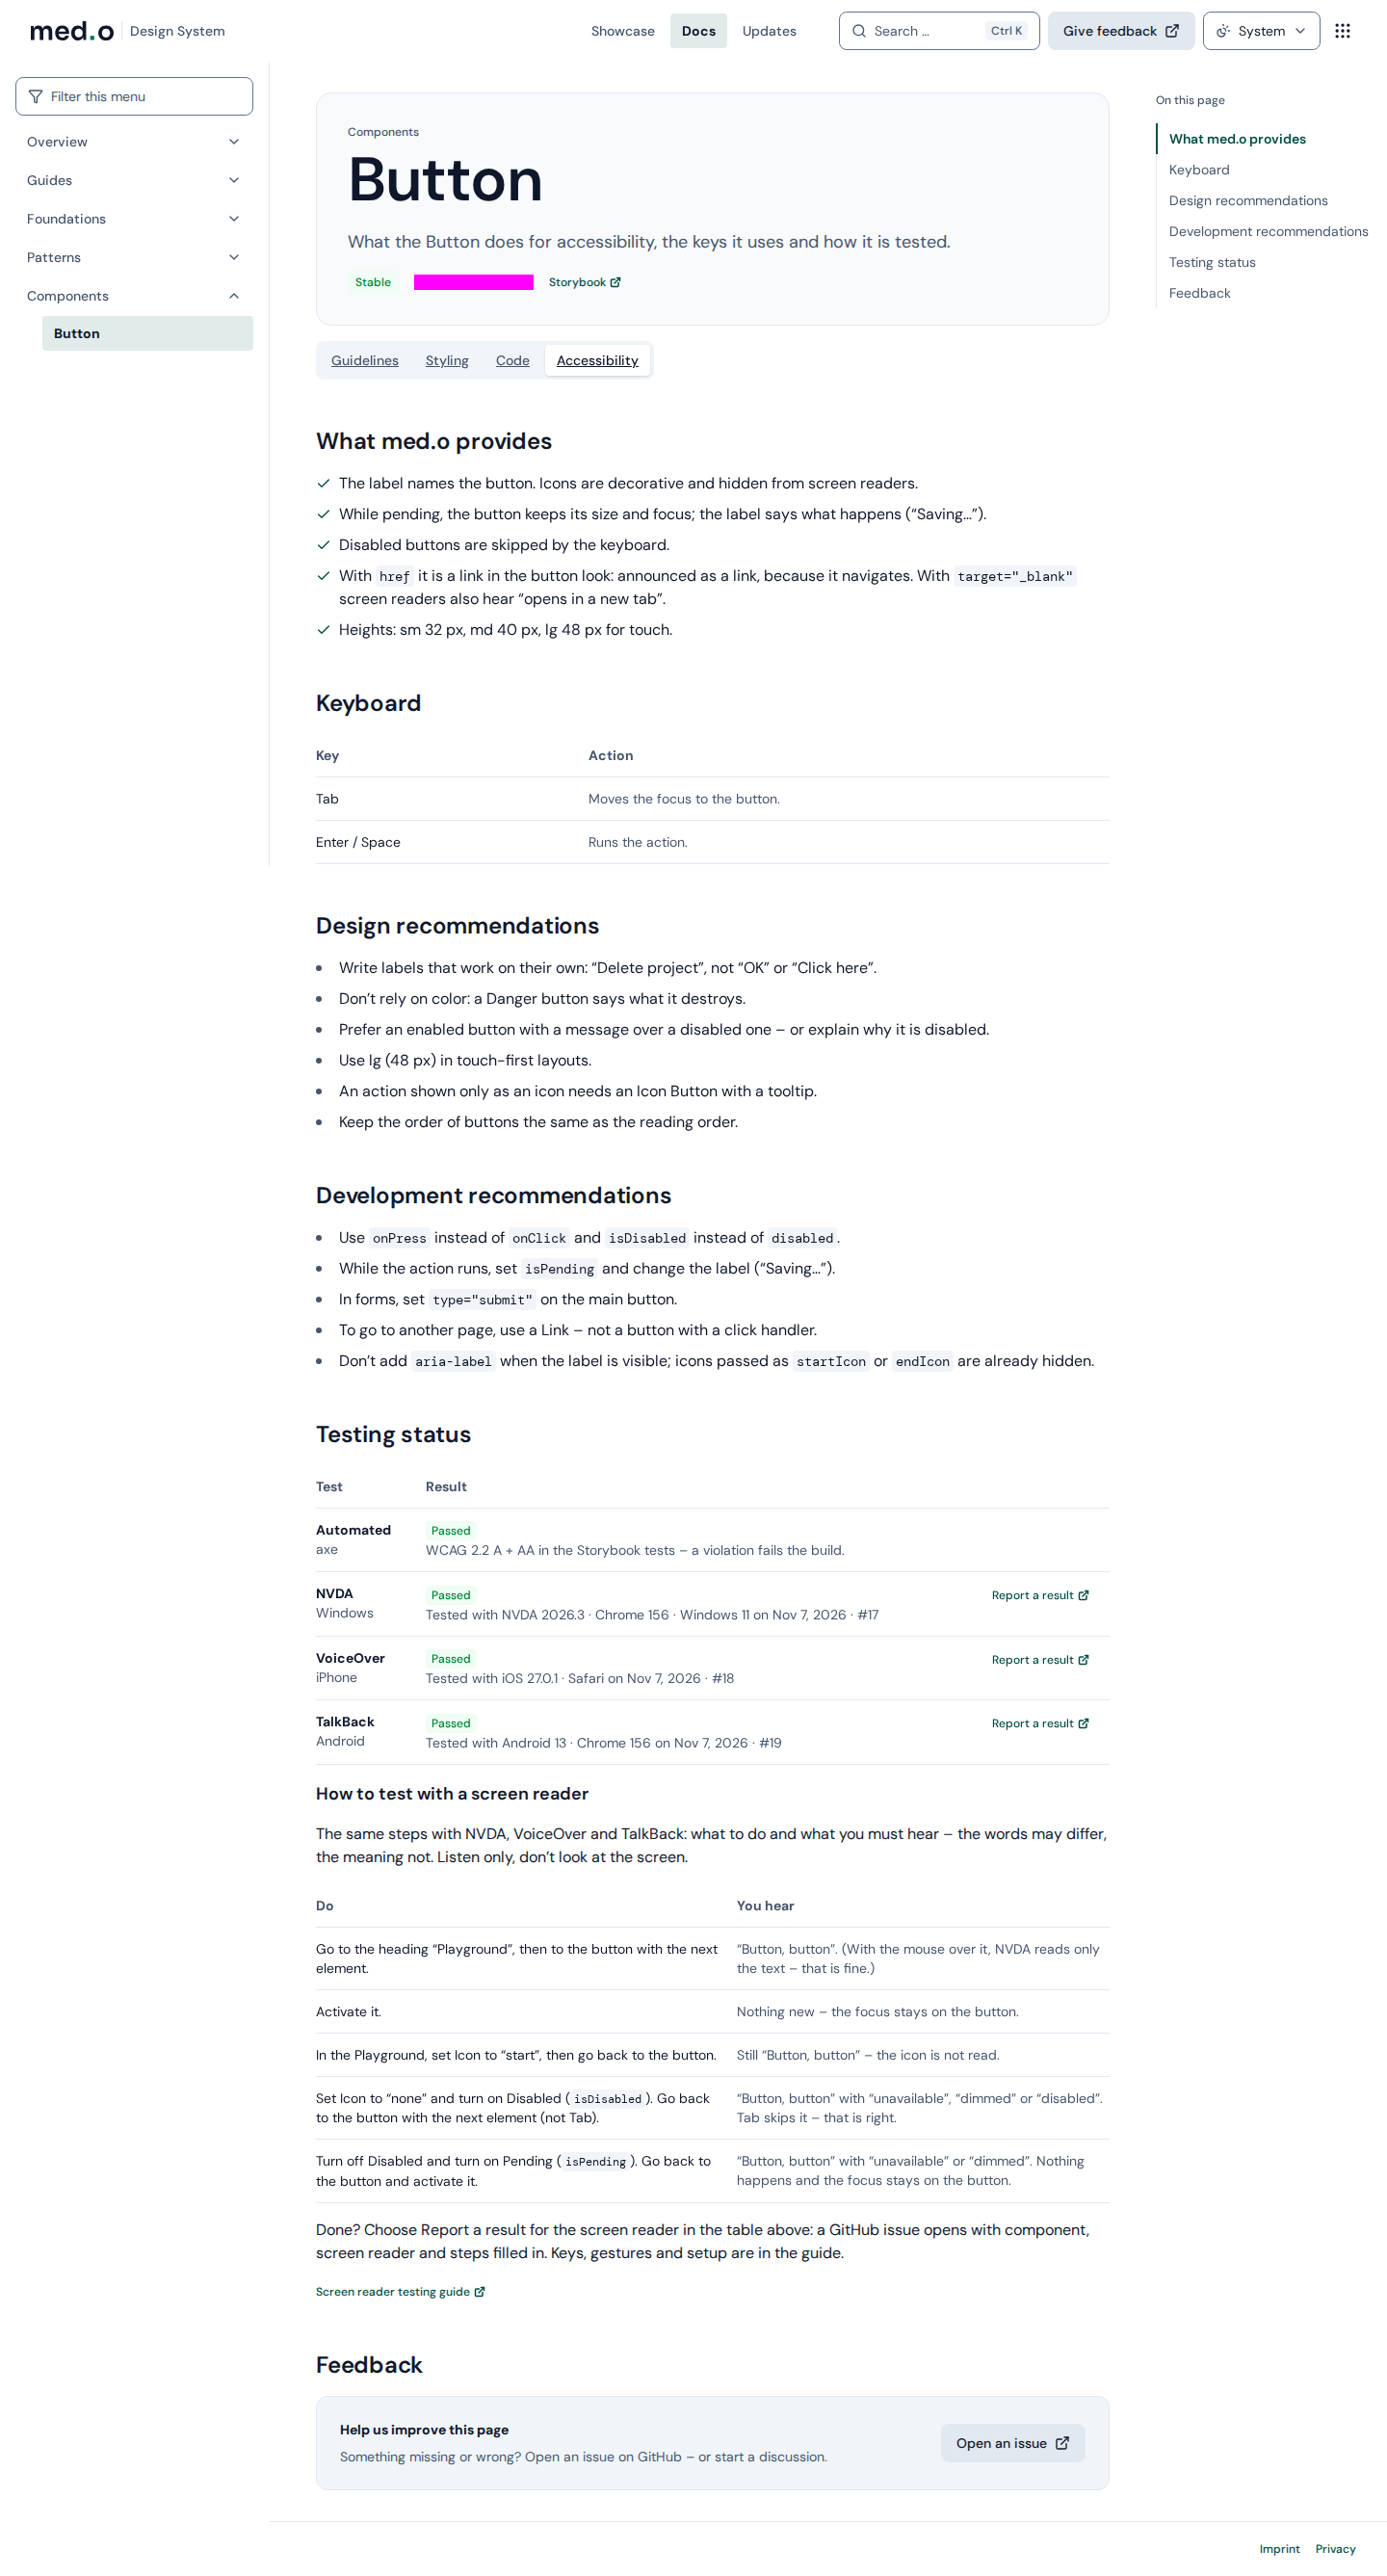 med.o Design System
Showcase Docs Updates
Search … Ctrl K
Give feedback
System
Filter this menu
Overview
Guides
Foundations
Patterns
Components
Button
Components
Button
What the Button does for accessibility, the keys it uses and how it is tested.
Stable Storybook
Guidelines Styling Code Accessibility
On this page
What med.o provides
Keyboard
Design recommendations
Development recommendations
Testing status
Feedback
What med.o provides
The label names the button. Icons are decorative and hidden from screen readers.
While pending, the button keeps its size and focus; the label says what happens (“Saving…”).
Disabled buttons are skipped by the keyboard.
With href it is a link in the button look: announced as a link, because it navigates. With target="_blank"
screen readers also hear “opens in a new tab”.
Heights: sm 32 px, md 40 px, lg 48 px for touch.
Keyboard
Key Action
Tab Moves the focus to the button.
Enter / Space Runs the action.
Design recommendations
Write labels that work on their own: “Delete project”, not “OK” or “Click here”.
Don’t rely on color: a Danger button says what it destroys.
Prefer an enabled button with a message over a disabled one – or explain why it is disabled.
Use lg (48 px) in touch-first layouts.
An action shown only as an icon needs an Icon Button with a tooltip.
Keep the order of buttons the same as the reading order.
Development recommendations
Use onPress instead of onClick and isDisabled instead of disabled.
While the action runs, set isPending and change the label (“Saving…”).
In forms, set type="submit" on the main button.
To go to another page, use a Link – not a button with a click handler.
Don’t add aria-label when the label is visible; icons passed as startIcon or endIcon are already hidden.
Testing status
Test Result
Automated Passed
axe WCAG 2.2 A + AA in the Storybook tests – a violation fails the build.
NVDA Passed Report a result
Windows Tested with NVDA 2026.3 · Chrome 156 · Windows 11 on Nov 7, 2026 · #17
VoiceOver Passed Report a result
iPhone Tested with iOS 27.0.1 · Safari on Nov 7, 2026 · #18
TalkBack Passed Report a result
Android Tested with Android 13 · Chrome 156 on Nov 7, 2026 · #19
How to test with a screen reader
The same steps with NVDA, VoiceOver and TalkBack: what to do and what you must hear – the words may differ,
the meaning not. Listen only, don’t look at the screen.
Do You hear
Go to the heading “Playground”, then to the button with the next
element.
“Button, button”. (With the mouse over it, NVDA reads only
the text – that is fine.)
Activate it. Nothing new – the focus stays on the button.
In the Playground, set Icon to “start”, then go back to the button. Still “Button, button” – the icon is not read.
Set Icon to “none” and turn on Disabled (isDisabled). Go back
to the button with the next element (not Tab).
“Button, button” with “unavailable”, “dimmed” or “disabled”.
Tab skips it – that is right.
Turn off Disabled and turn on Pending (isPending). Go back to
the button and activate it.
“Button, button” with “unavailable” or “dimmed”. Nothing
happens and the focus stays on the button.
Done? Choose Report a result for the screen reader in the table above: a GitHub issue opens with component,
screen reader and steps filled in. Keys, gestures and setup are in the guide.
Screen reader testing guide
Feedback
Help us improve this page
Something missing or wrong? Open an issue on GitHub – or start a discussion.
Open an issue
Imprint Privacy